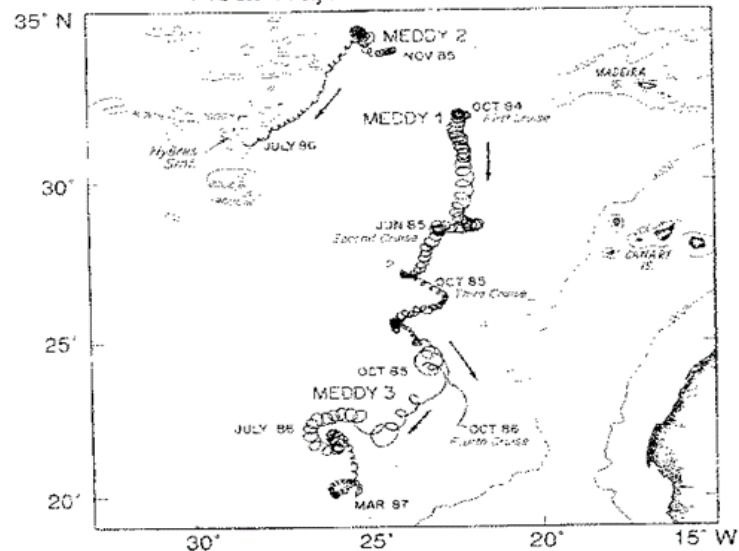 35° N
MEDDY 2
NOV 85
MADEIRA
IS.
OCT 84
First Cruise
MEDDY 1
JULY 86
30°
JUN 85
Second Cruise
CANARY
IS.
OCT 85
Third Cruise
25°
OCT 85
MEDDY 3
JULY 86
OCT 86
Fourth Cruise
20°
MAR 87
30°
25°
20°
15° W